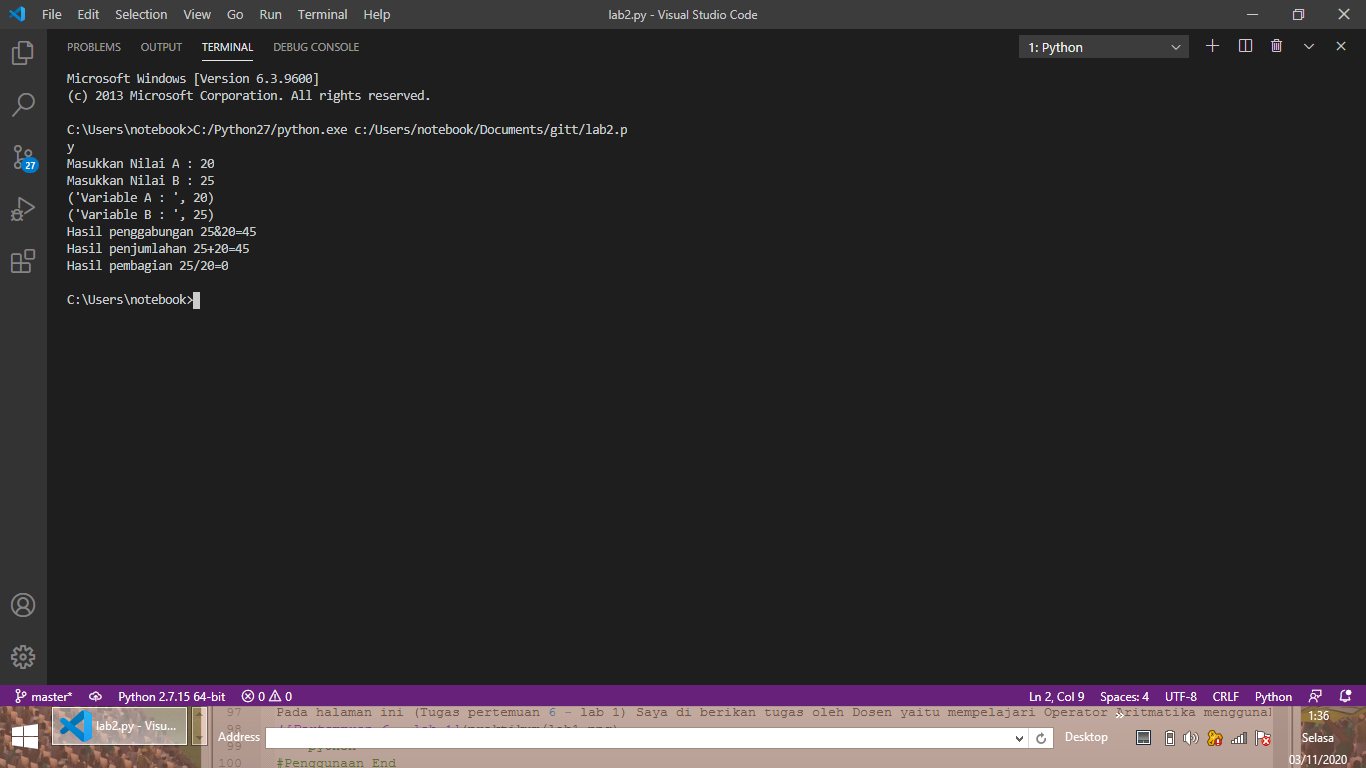 File Edit Selection View Go Run Terminal Help
lab2.py - Visual Studio Code
PROBLEMS OUTPUT TERMINAL DEBUG CONSOLE
1: Python
Microsoft Windows [Version 6.3.9600]
(c) 2013 Microsoft Corporation. All rights reserved.
C:\Users\notebook>C:/Python27/python.exe c:/Users/notebook/Documents/gitt/lab2.p
y
27
Masukkan Nilai A : 20
Masukkan Nilai B : 25
('Variable A : ', 20)
('Variable B : ', 25)
Hasil penggabungan 25&20=45
Hasil penjumlahan 25+20=45
Hasil pembagian 25/20=0
C:\Users\notebook>
master* Python 2.7.15 64-bit 0 0 Ln 2, Col 9 Spaces: 4 UTF-8 CRLF Python
97 Pada halaman ini (Tugas pertemuan 6 - lab 1) Saya di berikan tugas oleh Dosen yaitu mempelajari Operator
lab2.py - Visu...
Address
Desktop
99
100 #Penggunaan End
1:36
Selasa
03/11/2020